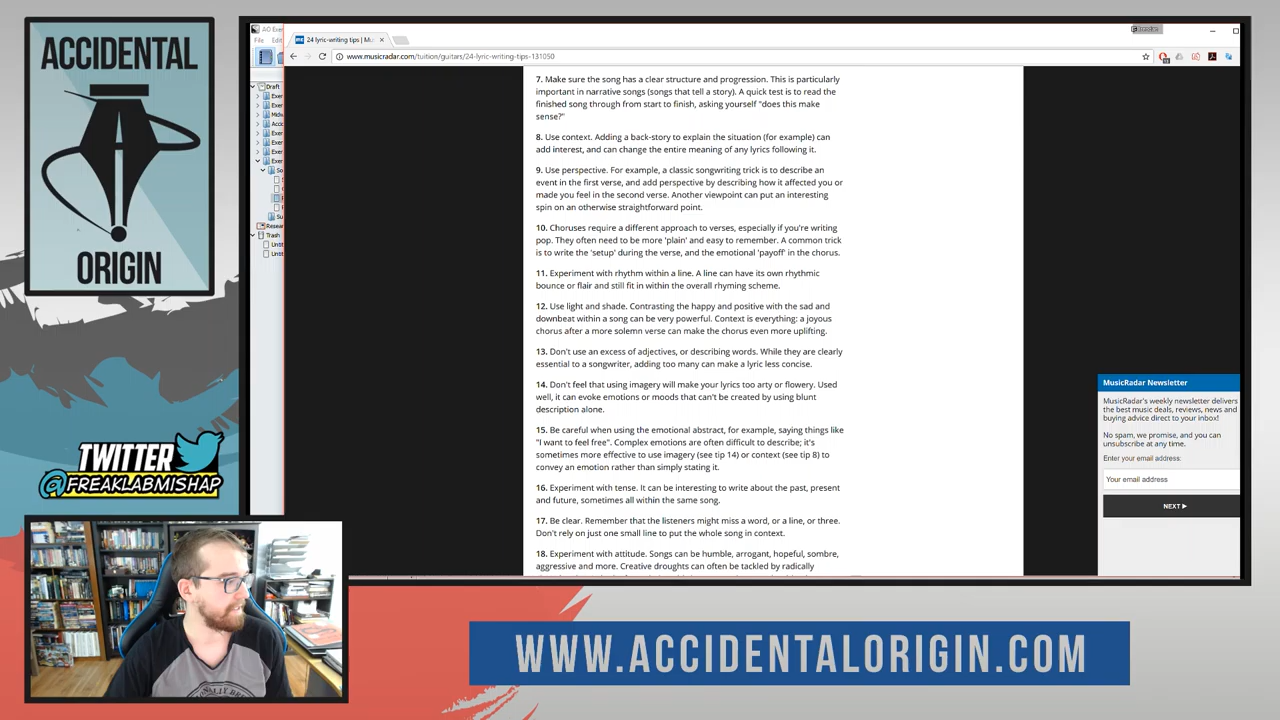 ACCIDENTAL
ORIGIN
TWITTER
@FREAKLABMISHAP
File
Edit
Draft
Exer
Exer
Midw
Acci
Exer
Exer
Exer
Exer
So
Su
Resear
Trash
Unti
Unti
24 lyric-writing tips | Mu
www.musicradar.com/tuition/guitars/24-lyric-writing-tips-131050
7. Make sure the song has a clear structure and progression. This is particularly
important in narrative songs (songs that tell a story). A quick test is to read the
finished song through from start to finish, asking yourself "does this make
sense?"
8. Use context. Adding a back-story to explain the situation (for example) can
add interest, and can change the entire meaning of any lyrics following it.
9. Use perspective. For example, a classic songwriting trick is to describe an
event in the first verse, and add perspective by describing how it affected you or
made you feel in the second verse. Another viewpoint can put an interesting
spin on an otherwise straightforward point.
10. Choruses require a different approach to verses, especially if you're writing
pop. They often need to be more 'plain' and easy to remember. A common trick
is to write the 'setup' during the verse, and the emotional 'payoff' in the chorus.
11. Experiment with rhythm within a line. A line can have its own rhythmic
bounce or flair and still fit in within the overall rhyming scheme.
12. Use light and shade. Contrasting the happy and positive with the sad and
downbeat within a song can be very powerful. Context is everything: a joyous
chorus after a more solemn verse can make the chorus even more uplifting.
13. Don't use an excess of adjectives, or describing words. While they are clearly
essential to a songwriter, adding too many can make a lyric less concise.
14. Don't feel that using imagery will make your lyrics too arty or flowery. Used
well, it can evoke emotions or moods that can't be created by using blunt
description alone.
15. Be careful when using the emotional abstract, for example, saying things like
"I want to feel free". Complex emotions are often difficult to describe; it's
sometimes more effective to use imagery (see tip 14) or context (see tip 8) to
convey an emotion rather than simply stating it.
16. Experiment with tense. It can be interesting to write about the past, present
and future, sometimes all within the same song.
17. Be clear. Remember that the listeners might miss a word, or a line, or three.
Don't rely on just one small line to put the whole song in context.
18. Experiment with attitude. Songs can be humble, arrogant, hopeful, sombre,
aggressive and more. Creative droughts can often be tackled by radically
MusicRadar Newsletter
MusicRadar's weekly newsletter delivers
the best music deals, reviews, news and
buying advice direct to your inbox!
No spam, we promise, and you can
unsubscribe at any time.
Enter your email address:
Your email address
NEXT
WWW.ACCIDENTALORIGIN.COM